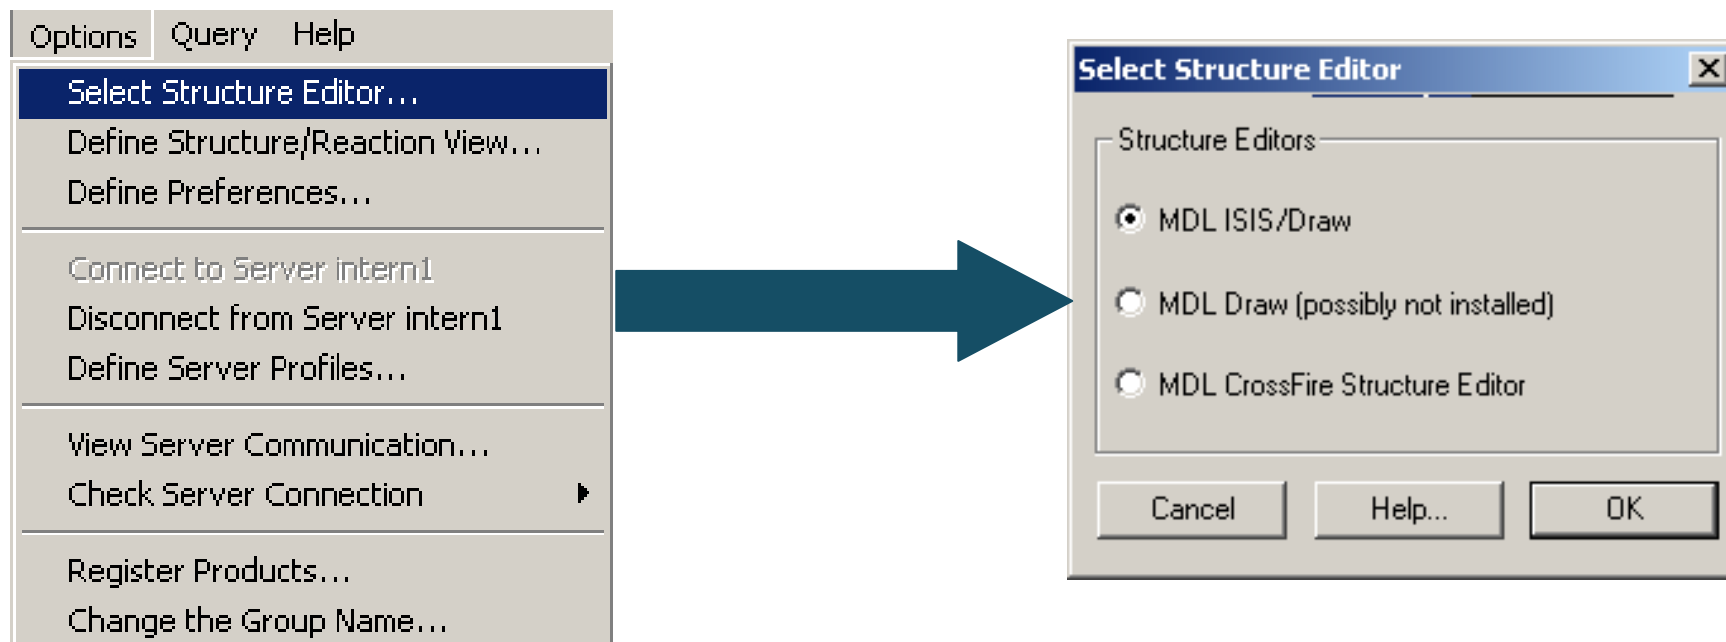 Options Query Help
Select Structure Editor...
Define Structure/Reaction View...
Define Preferences...
Connect to Server intern1
Disconnect from Server intern1
Define Server Profiles...
View Server Communication...
Check Server Connection
Register Products...
Change the Group Name...
Select Structure Editor
Structure Editors
MDL ISIS/Draw
MDL Draw (possibly not installed)
MDL CrossFire Structure Editor
Cancel Help... OK